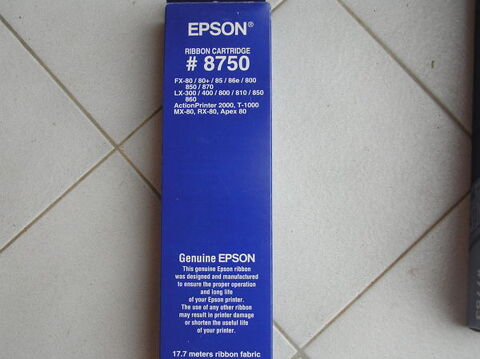 EPSON®
RIBBON CARTRIDGE
# 8750
FX-80 / 80+ / 85 / 86e / 800
850 / 870
LX-300 / 400 / 800 / 810 / 850
860
ActionPrinter 2000, T-1000
MX-80, RX-80, Apex 80
Genuine EPSON
This genuine Epson ribbon
was designed and manufactured
to ensure the proper operation
and long life
of your Epson printer.
The use of any other ribbon
may result in printer damage
or shorten the useful life
of your printer.
17.7 meters ribbon fabric